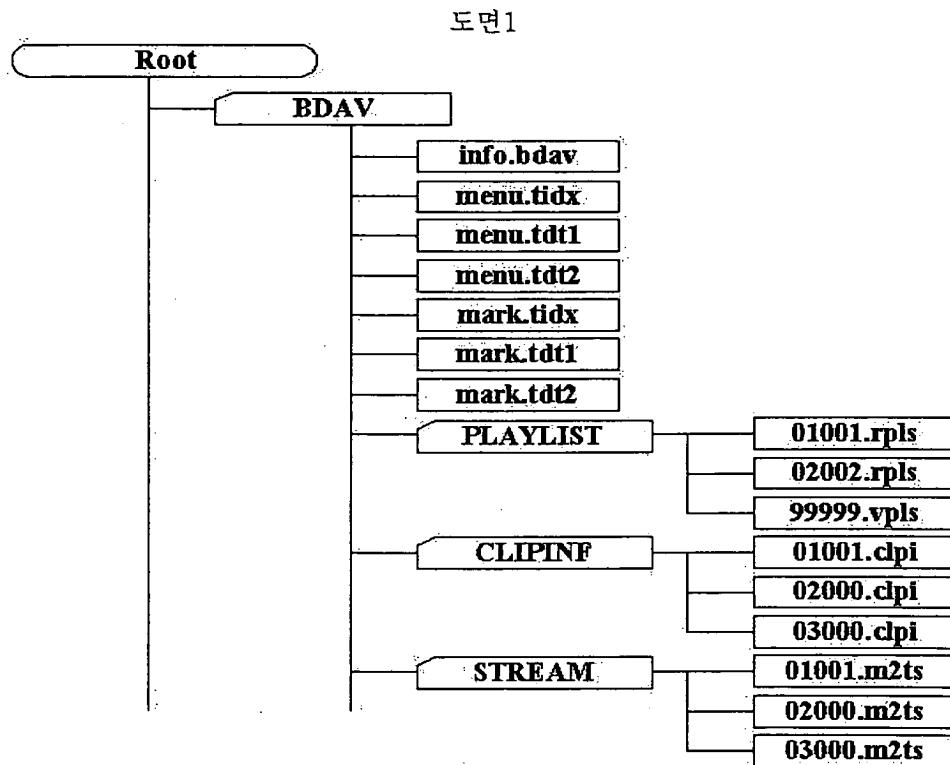 도면1
Root
BDAV
info.bdav
menu.tidx
menu.tdt1
menu.tdt2
mark.tidx
mark.tdt1
mark.tdt2
PLAYLIST
01001.rpls
02002.rpls
99999.vpls
CLIPINF
01001.clpi
02000.clpi
03000.clpi
STREAM
01001.m2ts
02000.m2ts
03000.m2ts